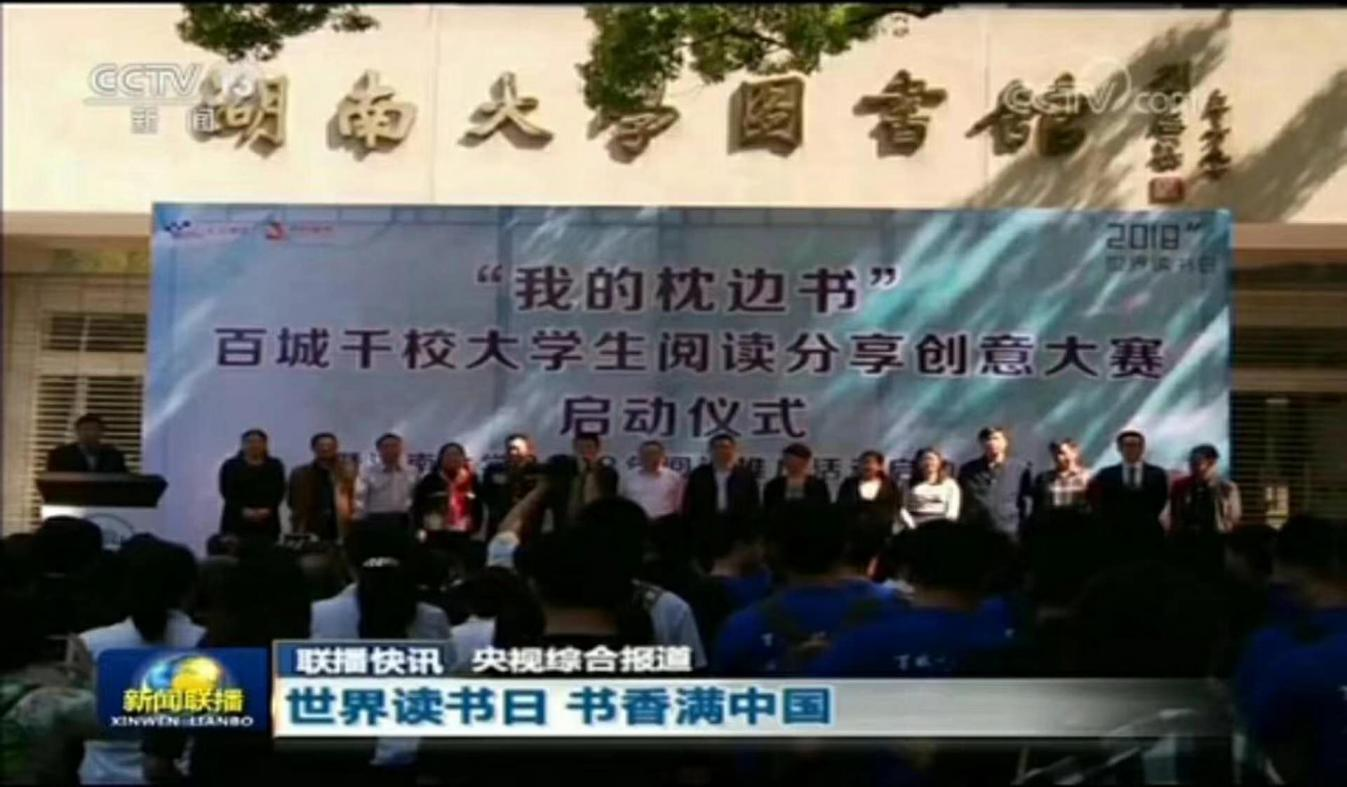 CCTV 13
新闻
湖南大学图书馆
CCTV.com
2018
世界读书日
“我的枕边书”
百城千校大学生阅读分享创意大赛
启动仪式
联播快讯 央视综合报道
新闻联播
XINWEN LIANBO
世界读书日 书香满中国